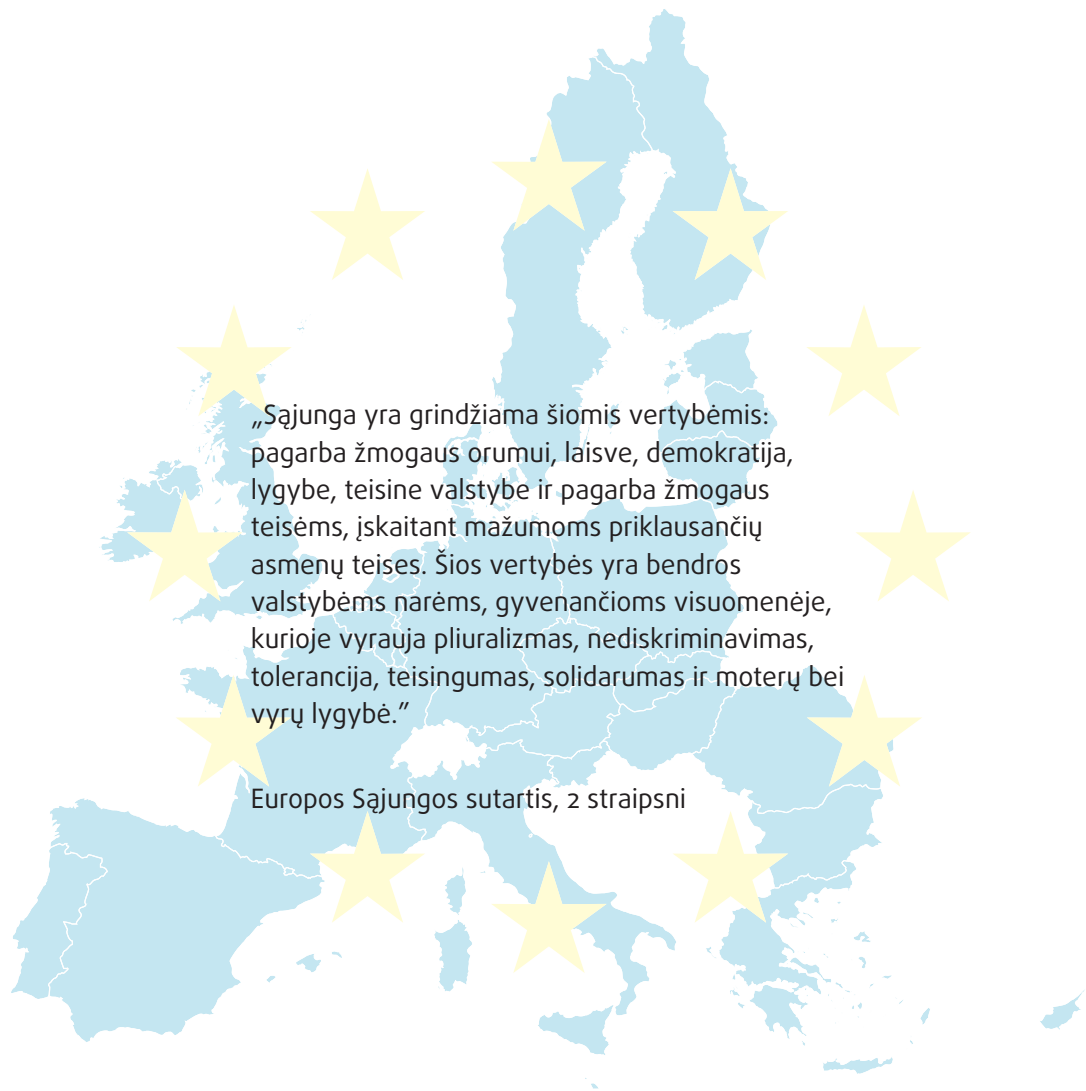 „Sąjunga yra grindžiama šiomis vertybėmis:
pagarba žmogaus orumui, laisve, demokratija,
lygybe, teisine valstybe ir pagarba žmogaus
teisėms, įskaitant mažumoms priklausančių
asmenų teises. Šios vertybės yra bendros
valstybėms narėms, gyvenančioms visuomenėje,
kurioje vyrauja pliuralizmas, nediskriminavimas,
tolerancija, teisingumas, solidarumas ir moterų bei
vyrų lygybė.”
Europos Sąjungos sutartis, 2 straipsni